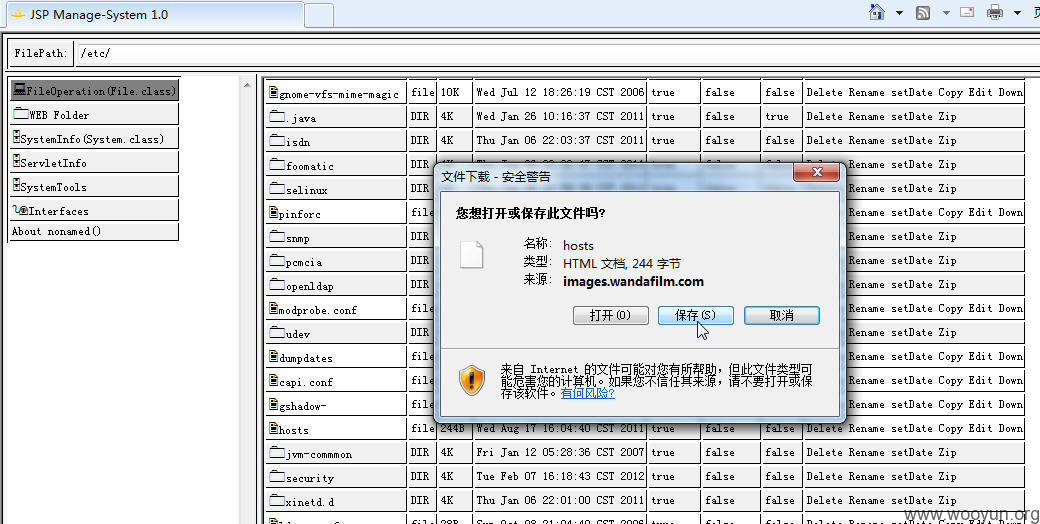 JSP Manage-System 1.0
FilePath: /etc/
FileOperation(File.class)
WEB Folder
SystemInfo(System.class)
ServletInfo
SystemTools
Interfaces
About nonamed()
gnome-vfs-mime-magic file 10K Wed Jul 12 18:26:19 CST 2006 true false false Delete Rename setDate Copy Edit Down
.java DIR 4K Wed Jan 26 10:16:37 CST 2011 true false true Delete Rename setDate Zip
isdn DIR 4K Thu Jan 06 22:03:37 CST 2011 true false false Delete Rename setDate Zip
foomatic DIR Delete Rename setDate Zip
selinux DIR Delete Rename setDate Zip
pinforc file Delete Rename setDate Copy Edit Down
snmp DIR Rename setDate Zip
pcmcia DIR Rename setDate Zip
openldap DIR Rename setDate Zip
modprobe.conf file Rename setDate Copy Edit Down
udev DIR Rename setDate Zip
dumpdates file Rename setDate Copy Edit Down
capi.conf file Rename setDate Copy Edit Down
gshadow- file Rename setDate Copy Edit Down
hosts file 244B Wed Aug 17 16:04:40 CST 2011 true false false Delete Rename setDate Copy Edit Down
jvm-commmon DIR 4K Fri Jan 12 05:28:36 CST 2007 true false false Delete Rename setDate Zip
security DIR 4K Tue Feb 07 16:18:43 CST 2012 true false false Delete Rename setDate Zip
xinetd.d DIR 4K Thu Jan 06 22:01:00 CST 2011 true false false Delete Rename setDate Zip
文件下载 - 安全警告
您想打开或保存此文件吗?
名称: hosts
类型: HTML 文档, 244 字节
来源: images.wandafilm.com
打开(O) 保存(S) 取消
来自 Internet 的文件可能对您有所帮助，但此文件类型可
能危害您的计算机。如果您不信任其来源，请不要打开或保
存该软件。有何风险?
www.wooyun.org